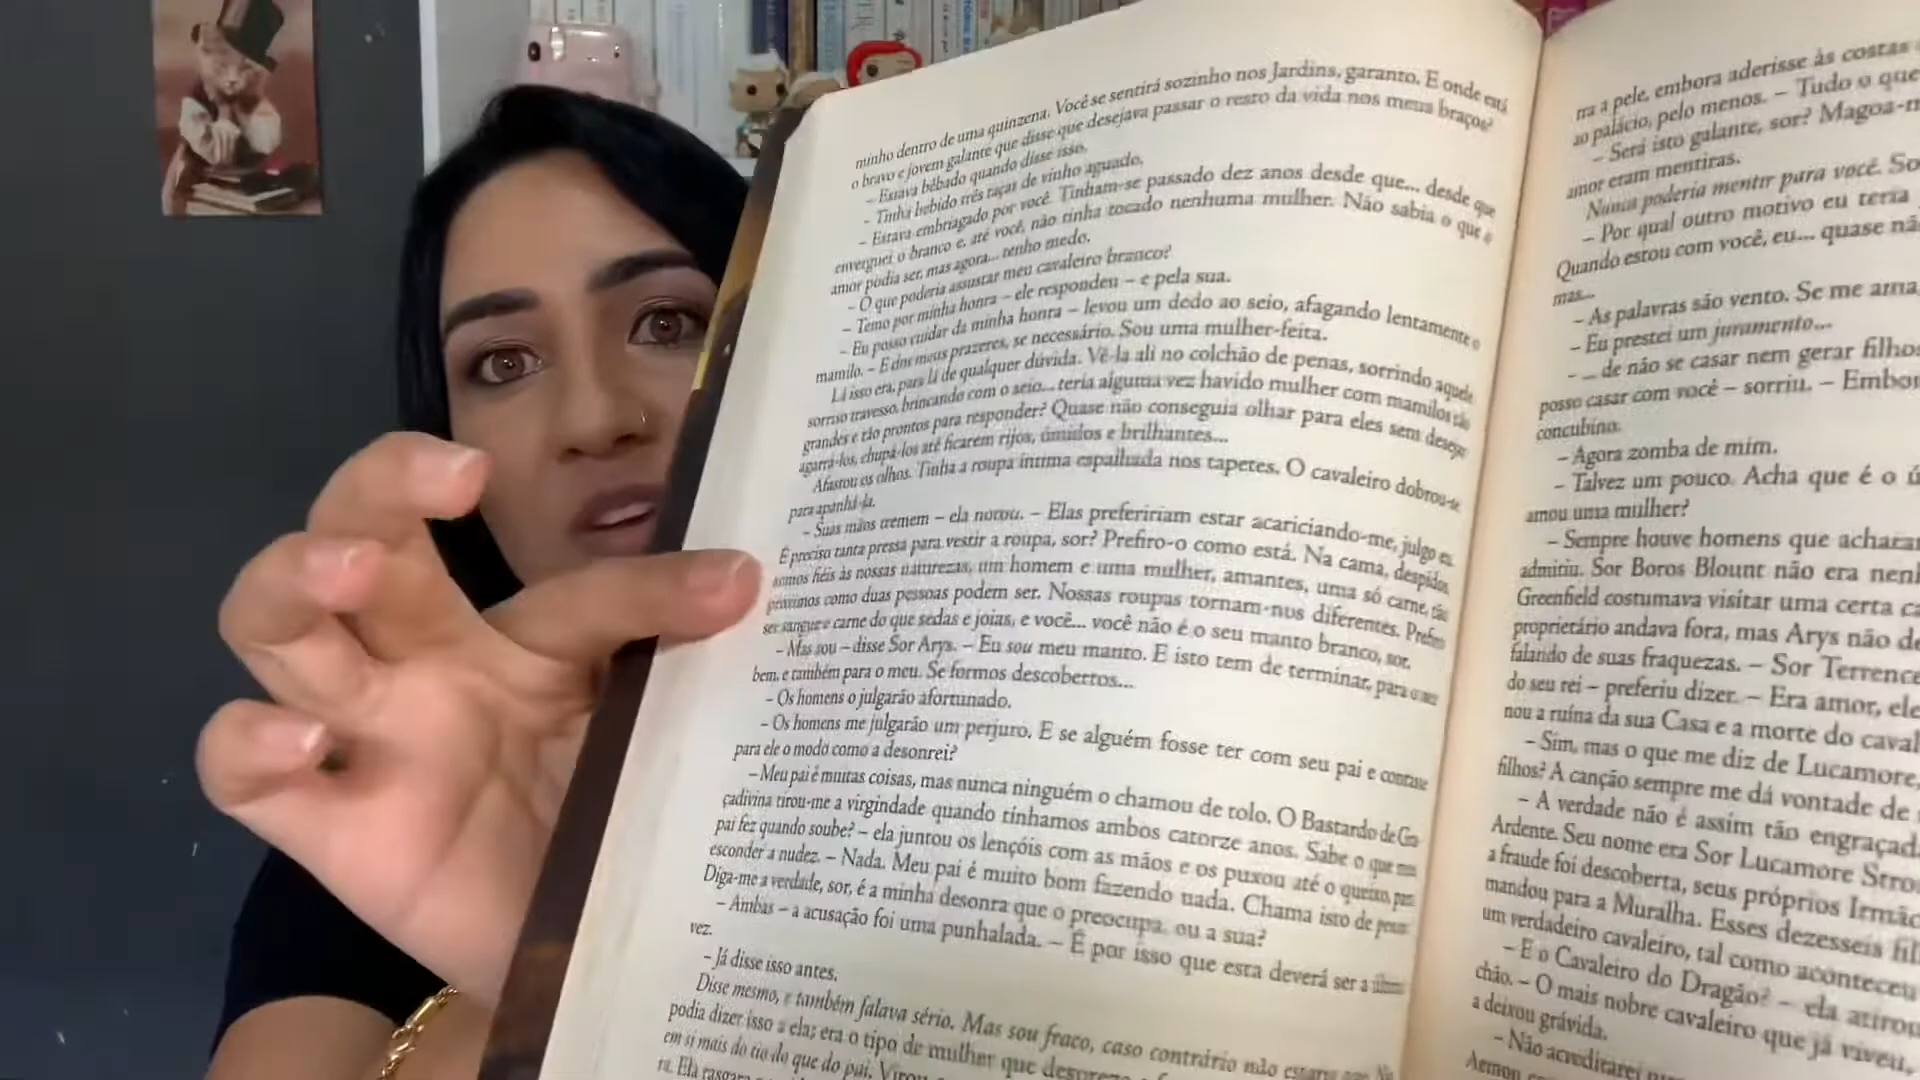 minho dentro de uma quinzena. Você se sentirá sozinho nos Jardins, garanto. E onde está
o bravo e jovem galante que disse que desejava passar o resto da vida nos meus braços?
– Estava bêbado quando disse isso.
– Tinha bebido três taças de vinho aguado.
– Estava embriagado por você. Tinham-se passado dez anos desde que... desde que
enverguei o branco e, até você, não tinha tocado nenhuma mulher. Não sabia o que o
amor podia ser, mas agora... tenho medo.
– O que poderia assustar meu cavaleiro branco?
– Temo por minha honra – ele respondeu – e pela sua.
– Eu posso cuidar da minha honra – levou um dedo ao seio, afagando lentamente o
mamilo. – E dos meus prazeres, se necessário. Sou uma mulher-feita.
Lá isso era, para lá de qualquer dúvida. Vê-la ali no colchão de penas, sorrindo aquele
sorriso travesso, brincando com o seio... teria alguma vez havido mulher com mamilos tão
grandes e tão prontos para responder? Quase não conseguia olhar para eles sem desejar
agarrá-los, chupá-los até ficarem rijos, úmidos e brilhantes...
Afastou os olhos. Tinha a roupa íntima espalhada nos tapetes. O cavaleiro dobrou-se
para apanhá-la.
– Suas mãos tremem – ela notou. – Elas prefeririam estar acariciando-me, julgo eu.
É preciso tanta pressa para vestir a roupa, sor? Prefiro-o como está. Na cama, despidos,
somos fiéis às nossas naturezas, um homem e uma mulher, amantes, uma só carne, tão
próximos como duas pessoas podem ser. Nossas roupas tornam-nos diferentes. Prefiro
ser sangue e carne do que sedas e joias, e você... você não é o seu manto branco, sor.
– Mas sou – disse Sor Arys. – Eu sou meu manto. E isto tem de terminar, para o seu
bem, e também para o meu. Se formos descobertos...
– Os homens o julgarão afortunado.
– Os homens me julgarão um perjuro. E se alguém fosse ter com seu pai e contasse
para ele o modo como a desonrei?
– Meu pai é muitas coisas, mas nunca ninguém o chamou de tolo. O Bastardo de Gra-
çadivina tirou-me a virgindade quando tínhamos ambos catorze anos. Sabe o que meu
pai fez quando soube? – ela juntou os lençóis com as mãos e os puxou até o queixo, para
esconder a nudez. – Nada. Meu pai é muito bom fazendo nada. Chama isto de pensar.
Diga-me a verdade, sor, é a minha desonra que o preocupa, ou a sua?
– Ambas – a acusação foi uma punhalada. – É por isso que esta deverá ser a última
vez.
– Já disse isso antes.
Disse mesmo, e também falava sério. Mas sou fraco, caso contrário não estaria
podia dizer isso a ela; era o tipo de mulher que
em si mais do tio do que do pai. Virou
ra. Ela
a pele, embora aderisse às costas
ao palácio, pelo menos. – Tudo o que
– Será isto galante, sor?
amor eram mentiras.
Nunca poderia mentir para você.
– Por qual outro motivo eu teria
Quando estou com você, eu... quase
mas...
– As palavras são vento. Se me ama,
– Eu prestei um juramento...
– ... de não se casar nem gerar filhos
posso casar com você – sorriu. –
concubino.
– Agora zomba de mim.
– Talvez um pouco. Acha que é o
amou uma mulher?
– Sempre houve homens que acharam
admitiu. Sor Boros Blount não era
Greenfield costumava visitar uma certa
proprietário andava fora, mas Arys não
falando de suas fraquezas. – Sor Terrence
do seu rei – preferiu dizer. – Era amor, ele
nou a ruína da sua Casa e a morte do
– Sim, mas o que me diz de Lucamore,
filhos? A canção sempre me dá vontade de
– A verdade não é assim tão engraçada
Ardente. Seu nome era Sor Lucamore
a fraude foi descoberta, seus próprios
mandou para a Muralha. Esses dezesseis
um verdadeiro cavaleiro, tal como aconteceu
– E o Cavaleiro do Dragão? – ela atirou
chão. – O mais nobre cavaleiro que já viveu,
a deixou grávida.
– Não acreditarei
Aemon